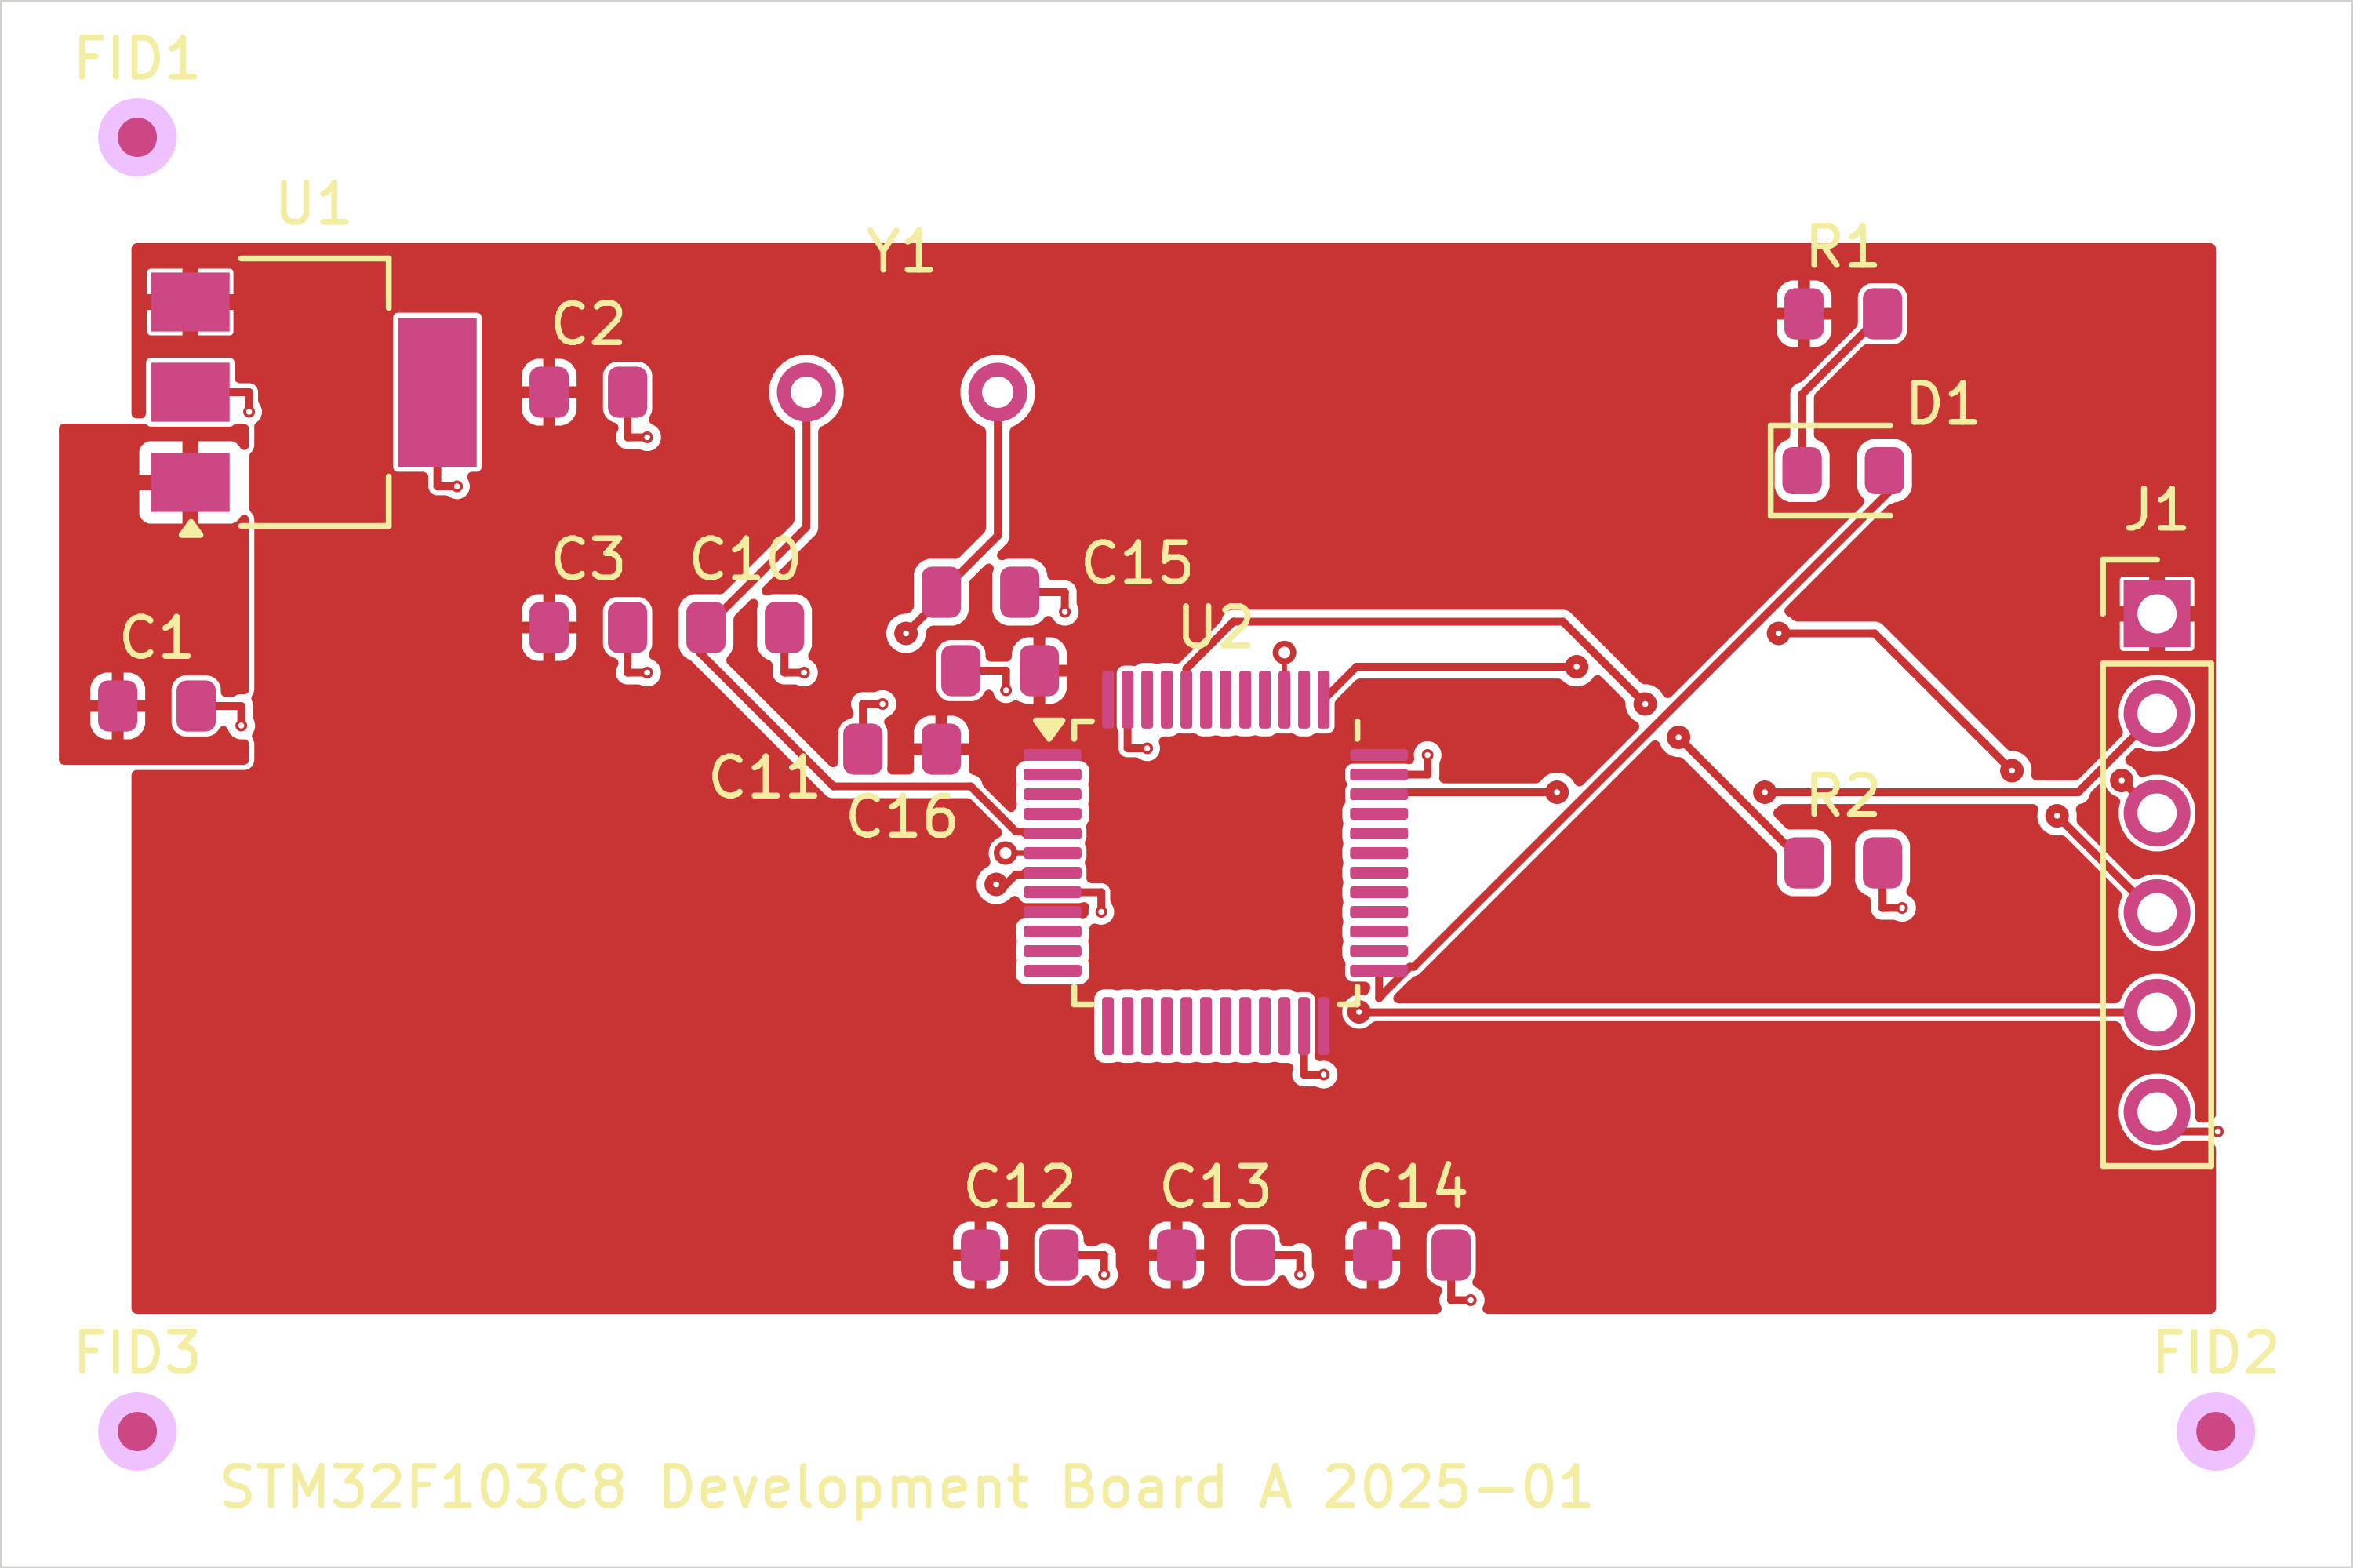 FID1
U1
Y1
R1
C2
D1
J1
C3
C10
C15
C1
U2
C11
C16
R2
C12
C13
C14
FID3
FID2
STM32F103C8 Development Board A 2025-01